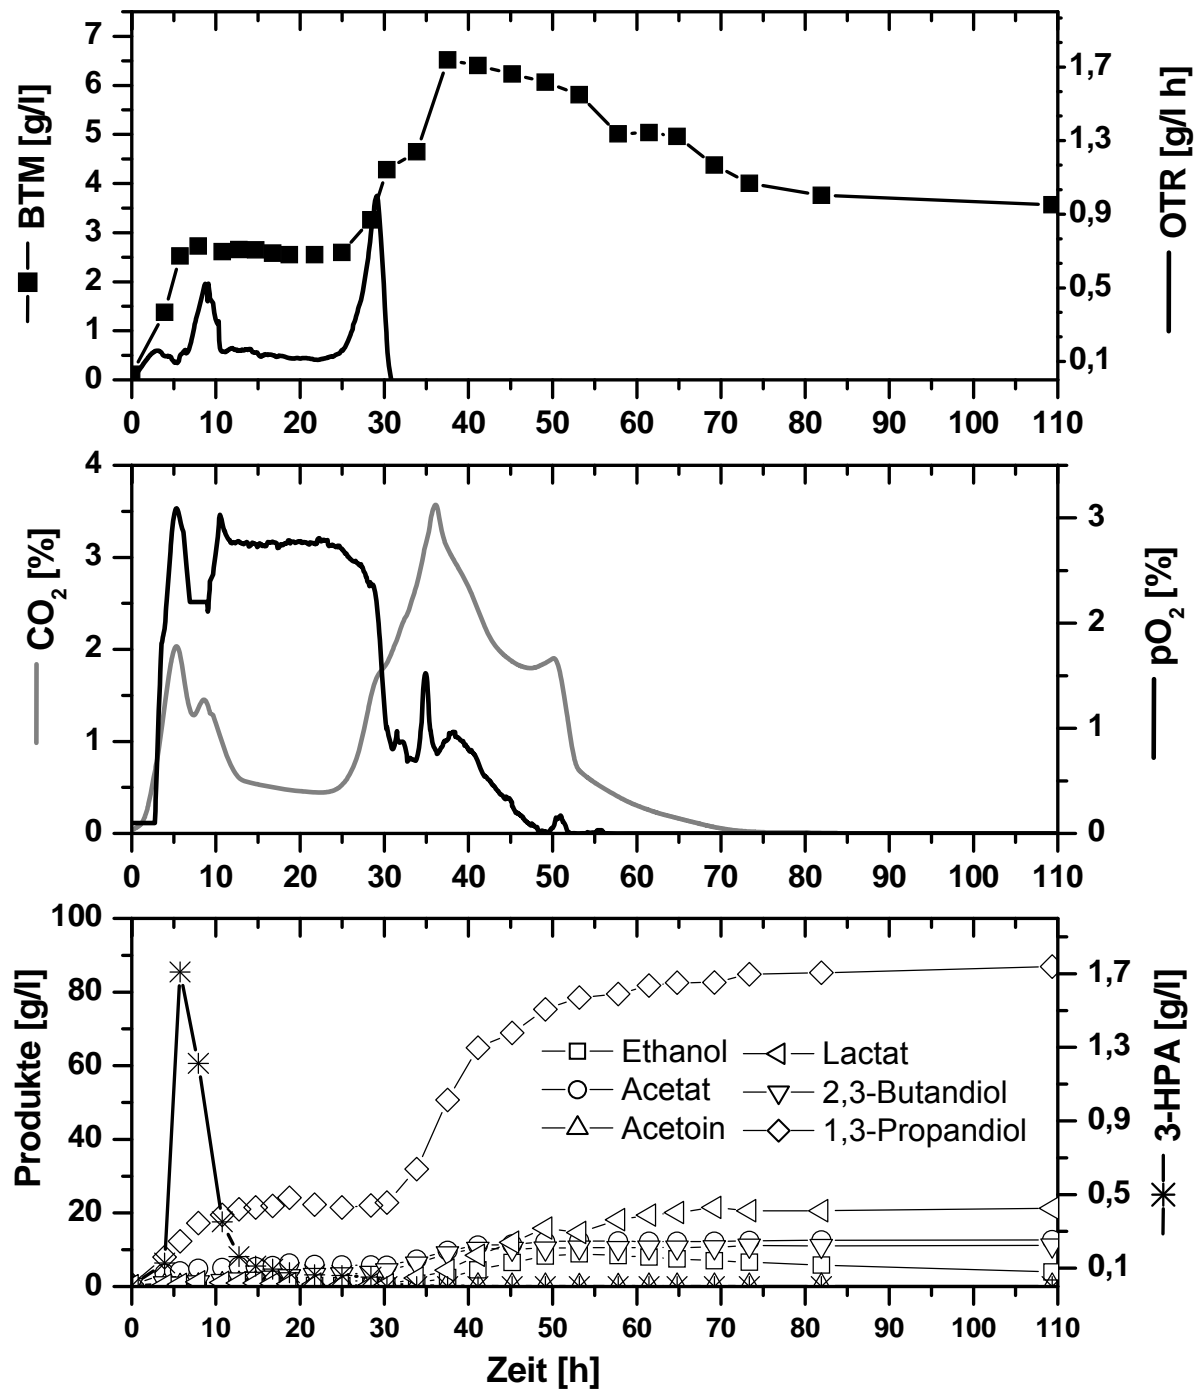 BTM [g/l]
7
6
5
4
3
2
1
0
1,7
1,3
0,9
0,5
0,1
OTR [g/l h]
0 10 20 30 40 50 60 70 80 90 100 110
CO2 [%]
4
3
2
1
0
3
2
1
0
pO2 [%]
0 10 20 30 40 50 60 70 80 90 100 110
Produkte [g/l]
100
80
60
40
20
0
Ethanol
Acetat
Acetoin
Lactat
2,3-Butandiol
1,3-Propandiol
1,7
1,3
0,9
0,5
0,1
3-HPA [g/l]
0 10 20 30 40 50 60 70 80 90 100 110
Zeit [h]